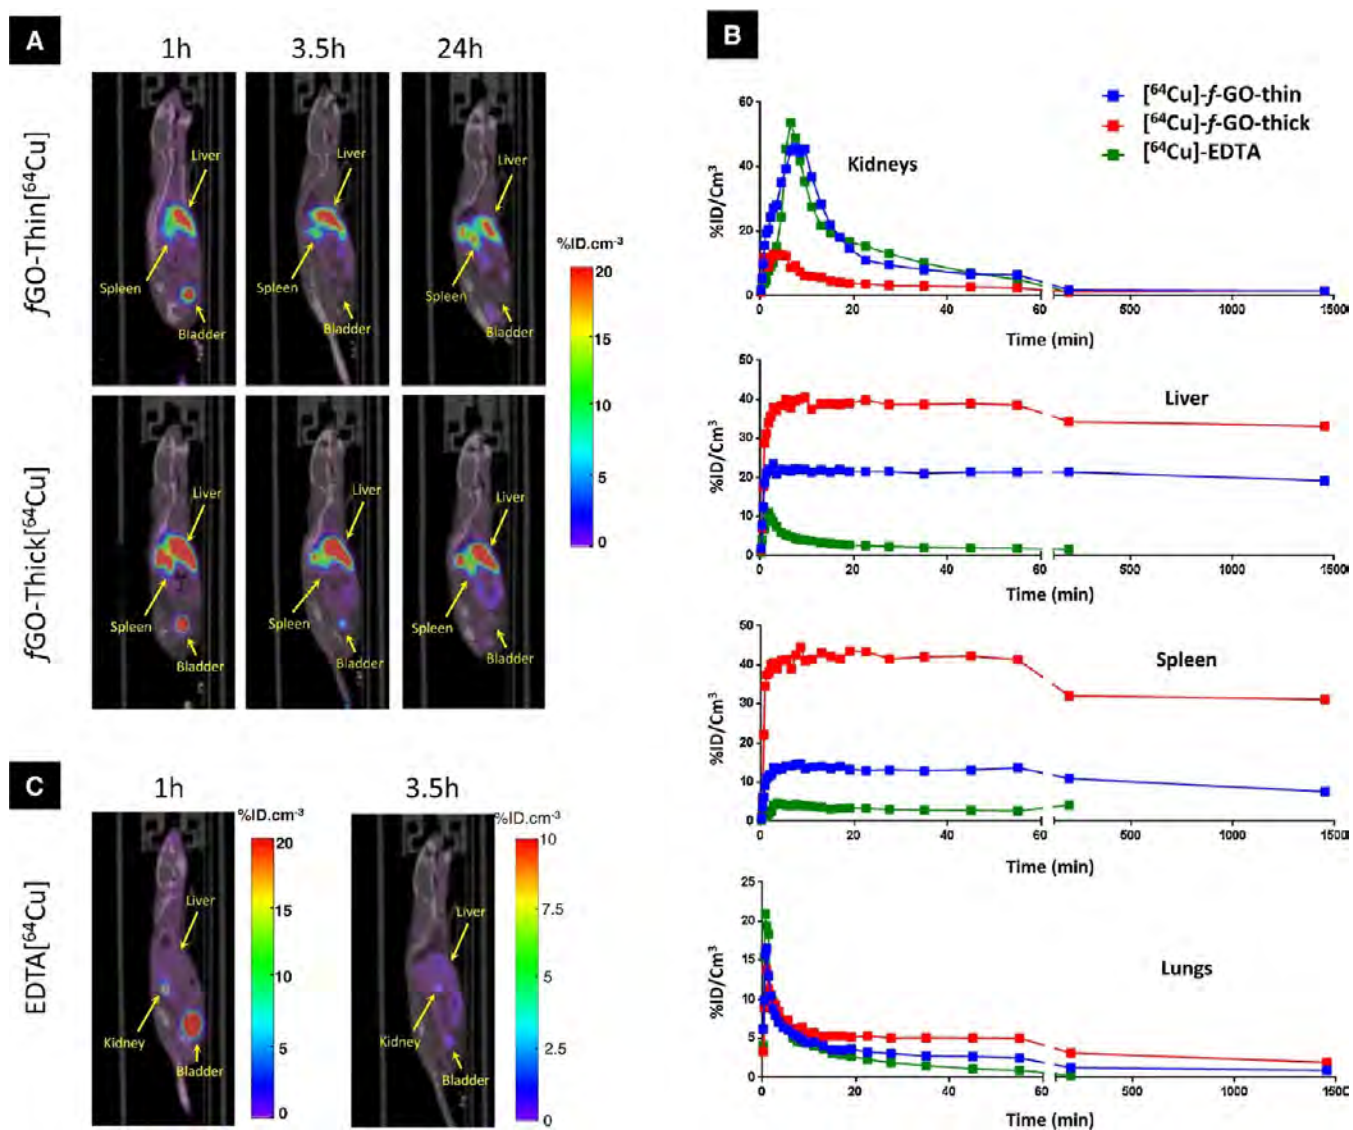 A
1h 3.5h 24h
fGO-Thin[⁶⁴Cu]
Liver
Spleen
Bladder
Liver
Spleen
Bladder
Liver
Spleen
Bladder
fGO-Thick[⁶⁴Cu]
Liver
Spleen
Bladder
Liver
Spleen
Bladder
Liver
Spleen
Bladder
%ID.cm⁻³
20
15
10
5
0
C
1h 3.5h
EDTA[⁶⁴Cu]
Liver
Kidney
Bladder
%ID.cm⁻³
20
15
10
5
0
Liver
Kidney
Bladder
%ID.cm⁻³
10
7.5
5
2.5
0
B
[⁶⁴Cu]-f-GO-thin
[⁶⁴Cu]-f-GO-thick
[⁶⁴Cu]-EDTA
Kidneys
%ID/Cm³
60
40
20
0
0 20 40 60 500 1000 1500
Time (min)
Liver
%ID/Cm³
50
40
30
20
10
0
0 20 40 60 500 1000 1500
Time (min)
Spleen
%ID/Cm³
50
40
30
20
10
0
0 20 40 60 500 1000 1500
Time (min)
Lungs
%ID/Cm³
25
20
15
10
5
0
0 20 40 60 500 1000 1500
Time (min)